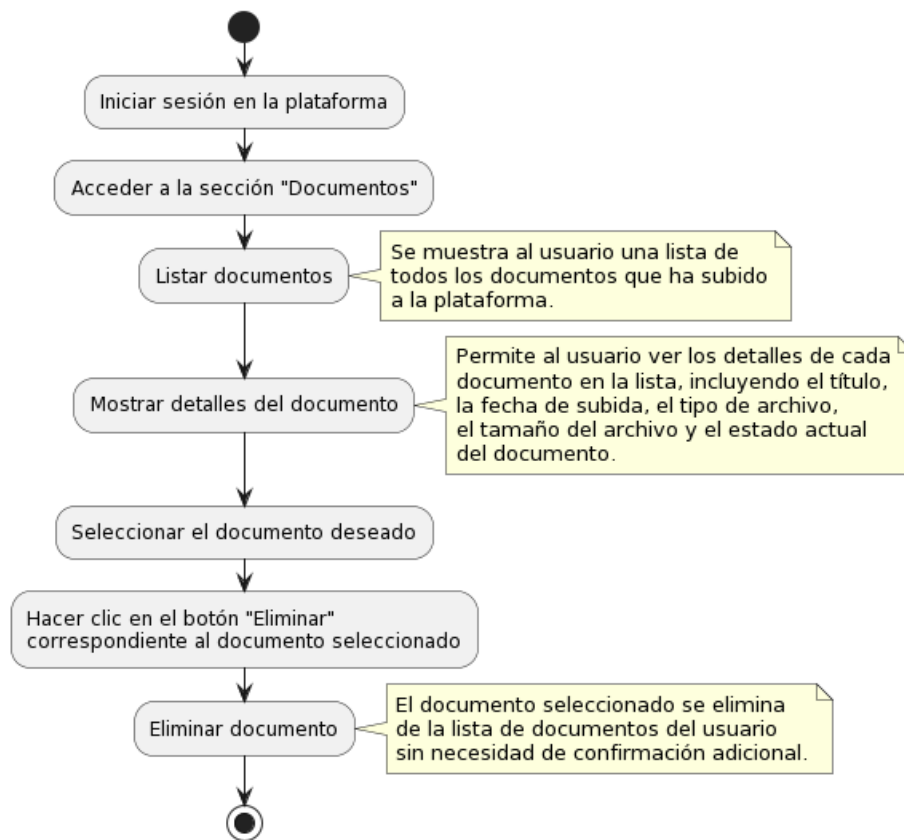 Iniciar sesión en la plataforma
Acceder a la sección "Documentos"
Listar documentos
Se muestra al usuario una lista de
todos los documentos que ha subido
a la plataforma.
Mostrar detalles del documento
Permite al usuario ver los detalles de cada
documento en la lista, incluyendo el título,
la fecha de subida, el tipo de archivo,
el tamaño del archivo y el estado actual
del documento.
Seleccionar el documento deseado
Hacer clic en el botón "Eliminar"
correspondiente al documento seleccionado
Eliminar documento
El documento seleccionado se elimina
de la lista de documentos del usuario
sin necesidad de confirmación adicional.